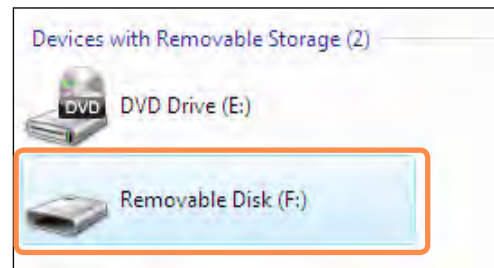 Devices with Removable Storage (2)
DVD
DVD Drive (E:)
Removable Disk (F:)